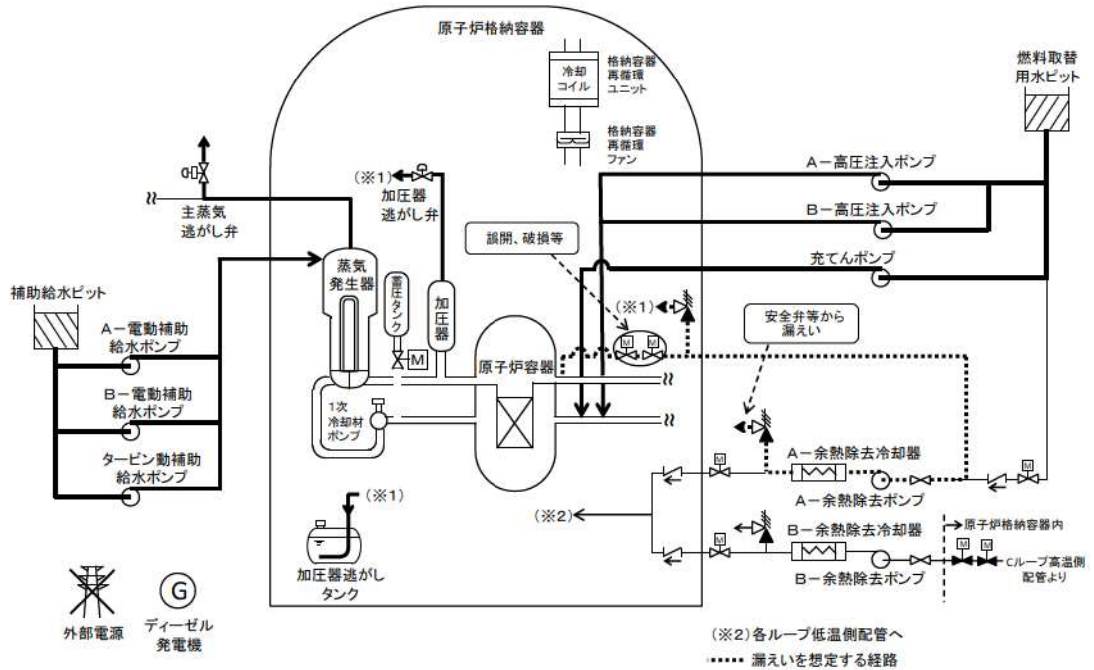 原子炉格納容器
冷却
コイル
格納容器
再循環
ユニット
格納容器
再循環
ファン
燃料取替
用水ピット
A-高圧注入ポンプ
B-高圧注入ポンプ
充てんポンプ
主蒸気
逃がし弁
(※1)
加圧器
逃がし弁
誤開、破損等
蒸気
発生器
蓄圧タンク
加圧器
(※1)
安全弁等から
漏えい
補助給水ピット
A-電動補助
給水ポンプ
B-電動補助
給水ポンプ
タービン動補助
給水ポンプ
M
M
M
原子炉容器
1次
冷却材
ポンプ
M
M
A-余熱除去冷却器
A-余熱除去ポンプ
(※1)
(※2)
加圧器逃がし
タンク
M
B-余熱除去冷却器
B-余熱除去ポンプ
原子炉格納容器内
M
M
Cループ高温側
配管より
外部電源
G
ディーゼル
発電機
(※2)各ループ低温側配管へ
漏えいを想定する経路